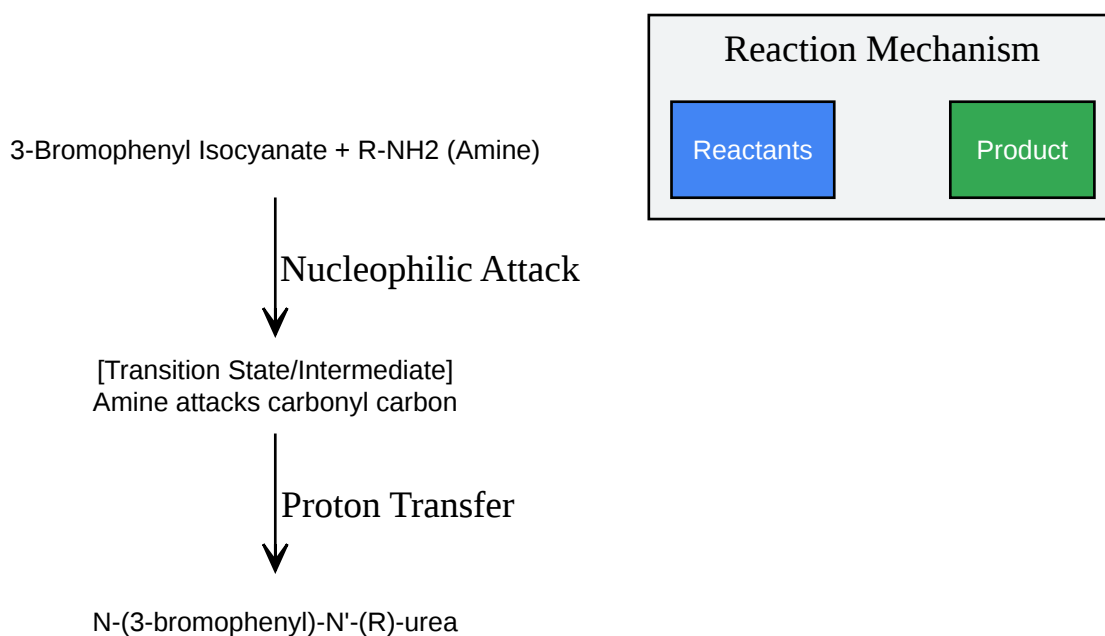 Reaction Mechanism
Reactants
Product
3-Bromophenyl Isocyanate + R-NH2 (Amine)
Nucleophilic Attack
[Transition State/Intermediate]
Amine attacks carbonyl carbon
Proton Transfer
N-(3-bromophenyl)-N'-(R)-urea